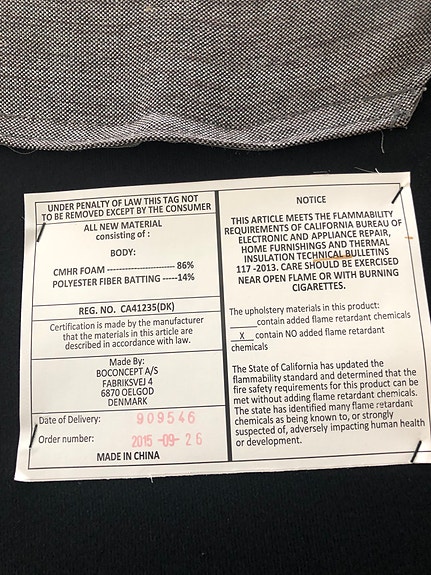 UNDER PENALTY OF LAW THIS TAG NOT
TO BE REMOVED EXCEPT BY THE CONSUMER
ALL NEW MATERIAL
consisting of :
BODY:
CMHR FOAM ------------------------ 86%
POLYESTER FIBER BATTING -----14%
REG. NO. CA41235(DK)
Certification is made by the manufacturer
that the materials in this article are
described in accordance with law.
Made By:
BOCONCEPT A/S
FABRIKSVEJ 4
6870 OELGOD
DENMARK
Date of Delivery: 909546
Order number: 2015 -09- 26
MADE IN CHINA
NOTICE
THIS ARTICLE MEETS THE FLAMMABILITY
REQUIREMENTS OF CALIFORNIA BUREAU OF
ELECTRONIC AND APPLIANCE REPAIR,
HOME FURNISHINGS AND THERMAL
INSULATION TECHNICAL BULLETINS
117 -2013. CARE SHOULD BE EXERCISED
NEAR OPEN FLAME OR WITH BURNING
CIGARETTES.
The upholstery materials in this product:
_____contain added flame retardant chemicals
__X__contain NO added flame retardant
chemicals
The State of California has updated the
flammability standard and determined that the
fire safety requirements for this product can be
met without adding flame retardant chemicals.
The state has identified many flame retardant
chemicals as being known to, or strongly
suspected of, adversely impacting human health
or development.